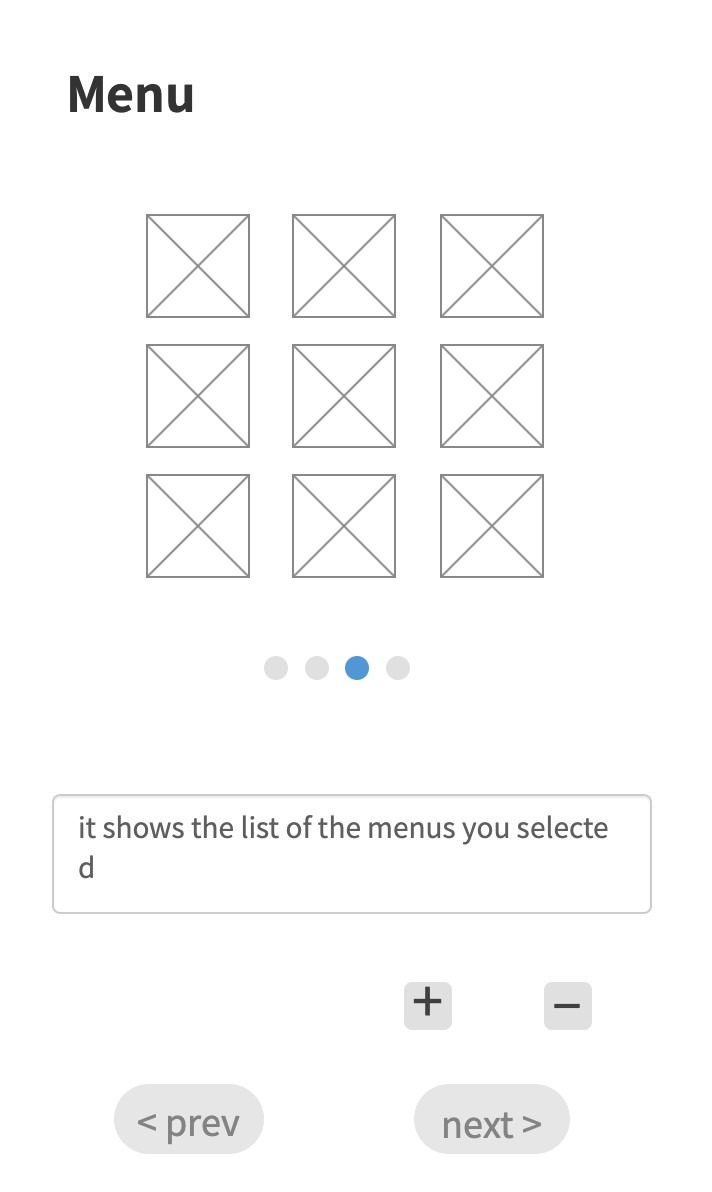 Menu
it shows the list of the menus you selecte
d
+ −
< prev next >